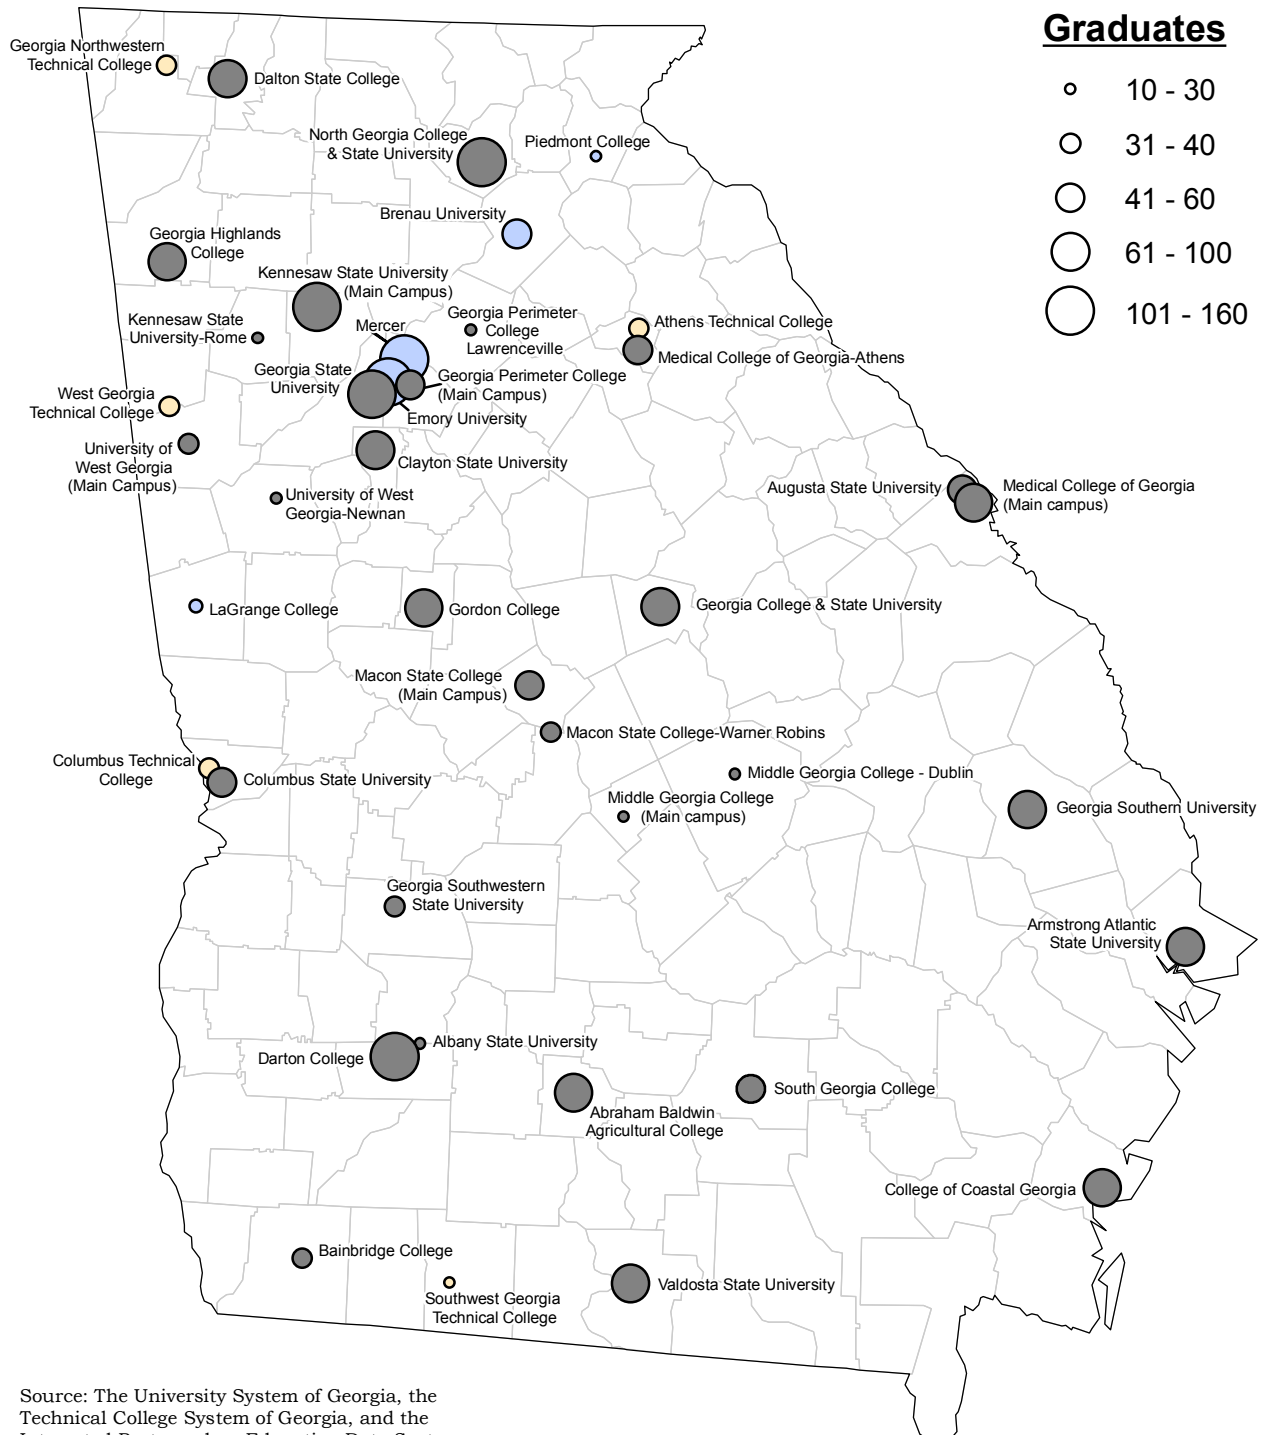 Graduates
10 - 30
31 - 40
41 - 60
61 - 100
101 - 160
Georgia Northwestern
Technical College
Dalton State College
North Georgia College
& State University
Piedmont College
Brenau University
Georgia Highlands
College
Kennesaw State University
(Main Campus)
Kennesaw State
University-Rome
Mercer
Georgia Perimeter
College
Lawrenceville
Athens Technical College
Medical College of Georgia-Athens
Georgia State
University
Georgia Perimeter College
(Main Campus)
Emory University
West Georgia
Technical College
University of
West Georgia
(Main Campus)
Clayton State University
University of West
Georgia-Newnan
Augusta State University
Medical College of Georgia
(Main campus)
LaGrange College
Gordon College
Georgia College & State University
Macon State College
(Main Campus)
Macon State College-Warner Robins
Columbus Technical
College
Columbus State University
Middle Georgia College - Dublin
Middle Georgia College
(Main campus)
Georgia Southern University
Georgia Southwestern
State University
Armstrong Atlantic
State University
Darton College
Albany State University
Abraham Baldwin
Agricultural College
South Georgia College
College of Coastal Georgia
Bainbridge College
Southwest Georgia
Technical College
Valdosta State University
Source: The University System of Georgia, the
Technical College System of Georgia, and the